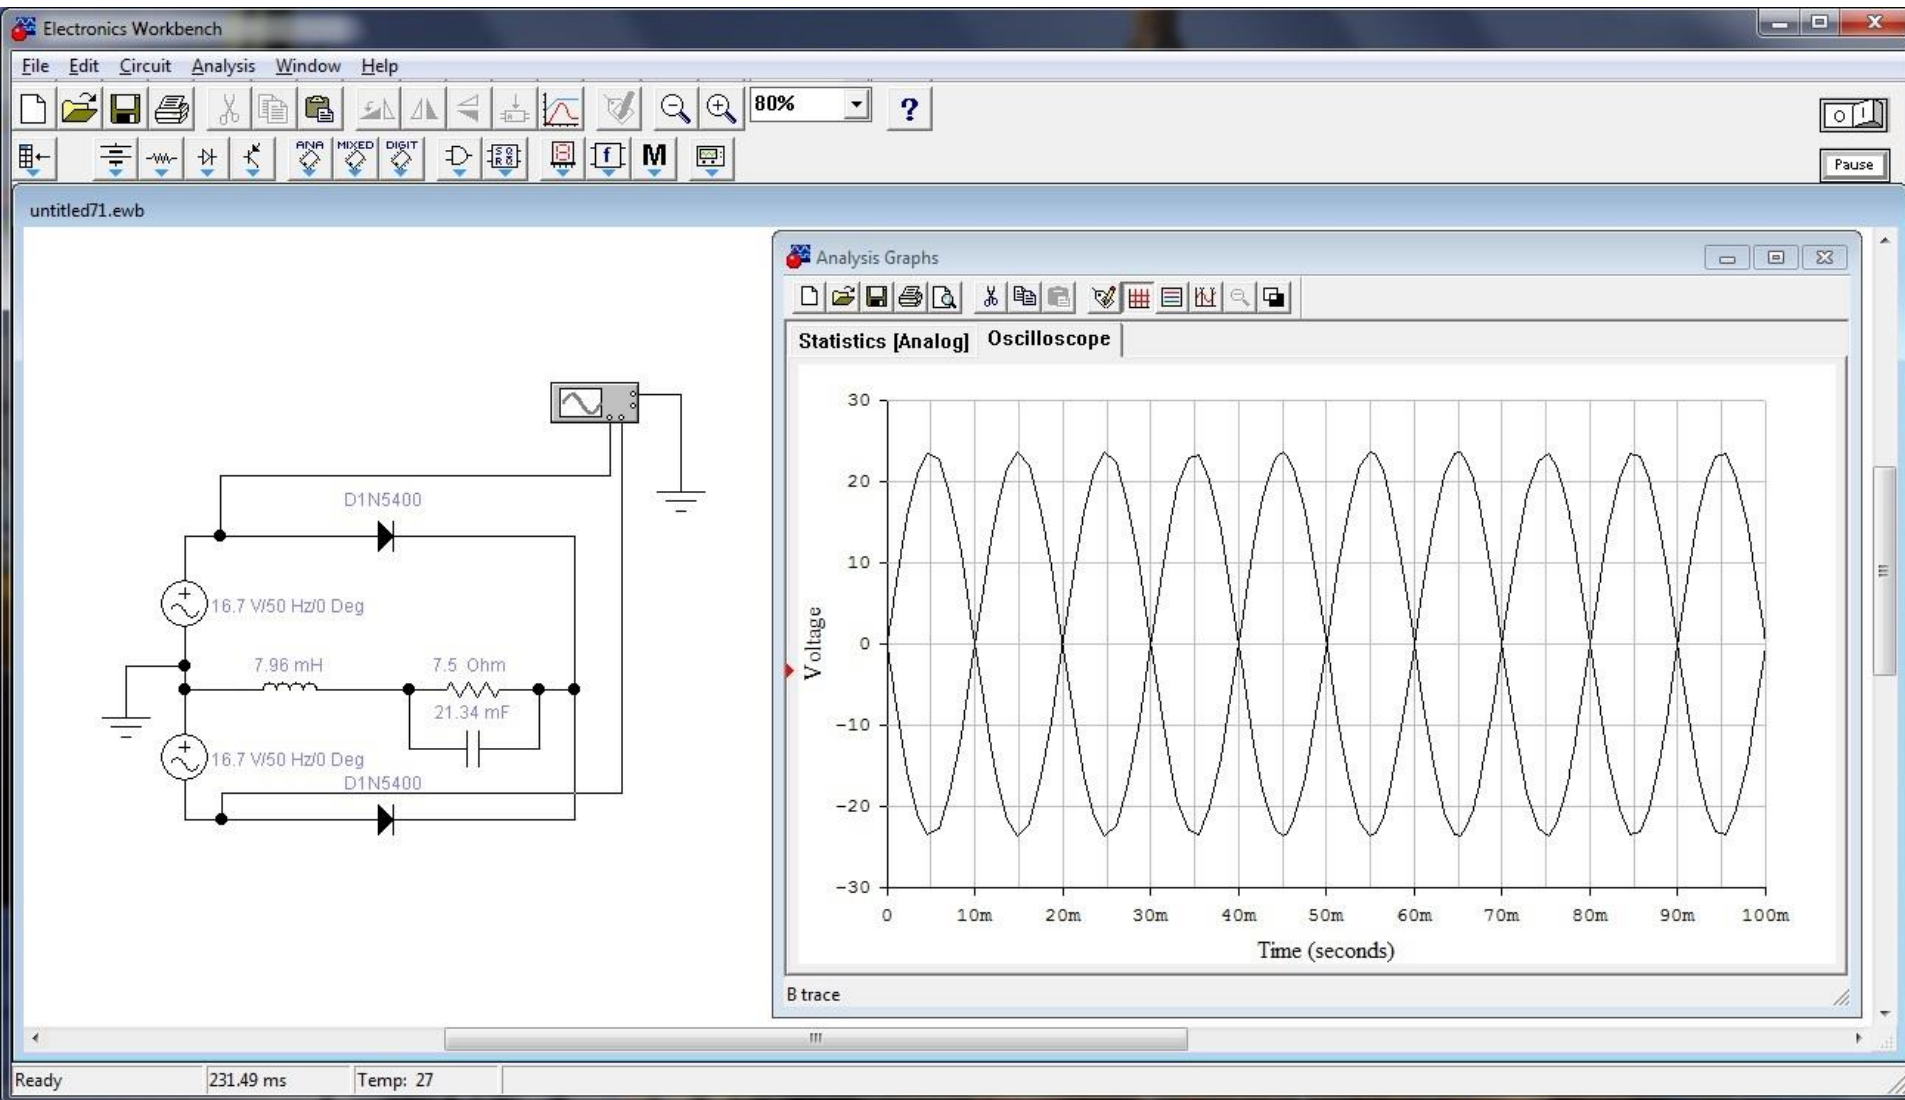 Electronics Workbench
File Edit Circuit Analysis Window Help
80%
?
O I
ANA MIXED DIGIT
f M
Pause
untitled71.ewb
Analysis Graphs
Statistics [Analog] Oscilloscope
D1N5400
16.7 V/50 Hz/0 Deg
7.96 mH
7.5 Ohm
21.34 mF
16.7 V/50 Hz/0 Deg
D1N5400
Voltage
30
20
10
0
-10
-20
-30
0 10m 20m 30m 40m 50m 60m 70m 80m 90m 100m
Time (seconds)
B trace
Ready 231.49 ms Temp: 27